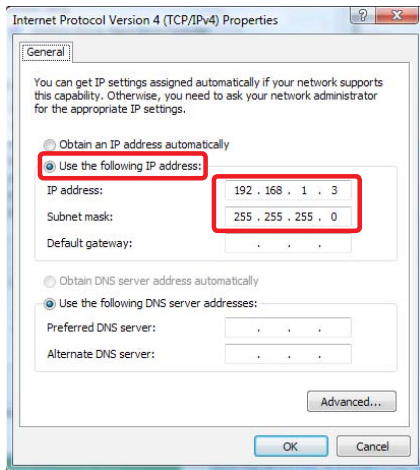 Internet Protocol Version 4 (TCP/IPv4) Properties
General
You can get IP settings assigned automatically if your network supports
this capability. Otherwise, you need to ask your network administrator
for the appropriate IP settings.
Obtain an IP address automatically
Use the following IP address:
IP address: 192 . 168 . 1 . 3
Subnet mask: 255 . 255 . 255 . 0
Default gateway: . . .
Obtain DNS server address automatically
Use the following DNS server addresses:
Preferred DNS server: . . .
Alternate DNS server: . . .
Advanced...
OK Cancel